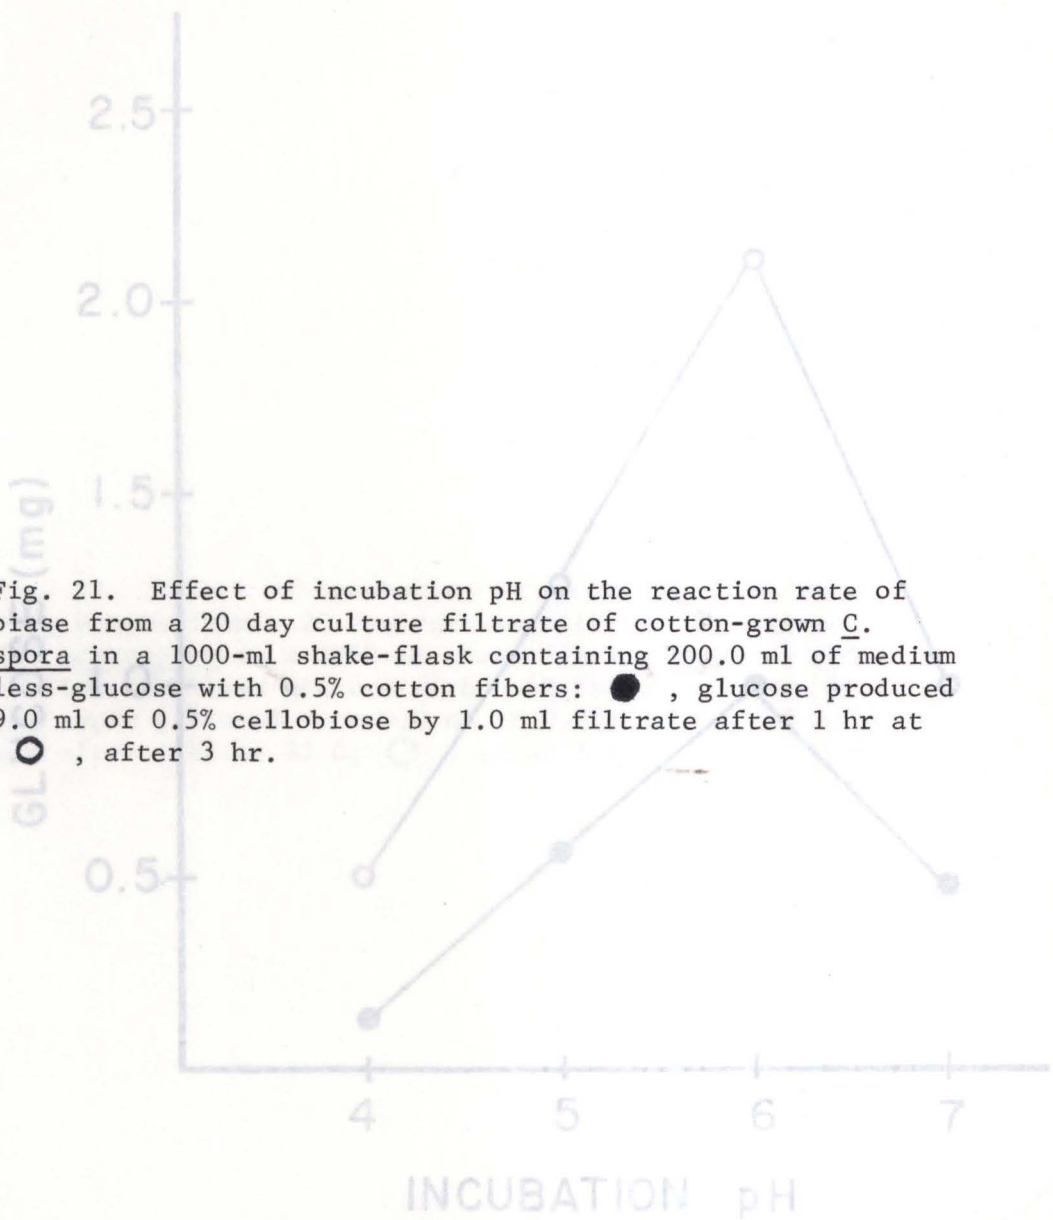 2.5
2.0
1.5
(mg)
Fig. 21. Effect of incubation pH on the reaction rate of
biase from a 20 day culture filtrate of cotton-grown C.
spora in a 1000-ml shake-flask containing 200.0 ml of medium
less-glucose with 0.5% cotton fibers: ● , glucose produced
9.0 ml of 0.5% cellobiose by 1.0 ml filtrate after 1 hr at
O , after 3 hr.
0.5
4 5 6 7
INCUBATION pH